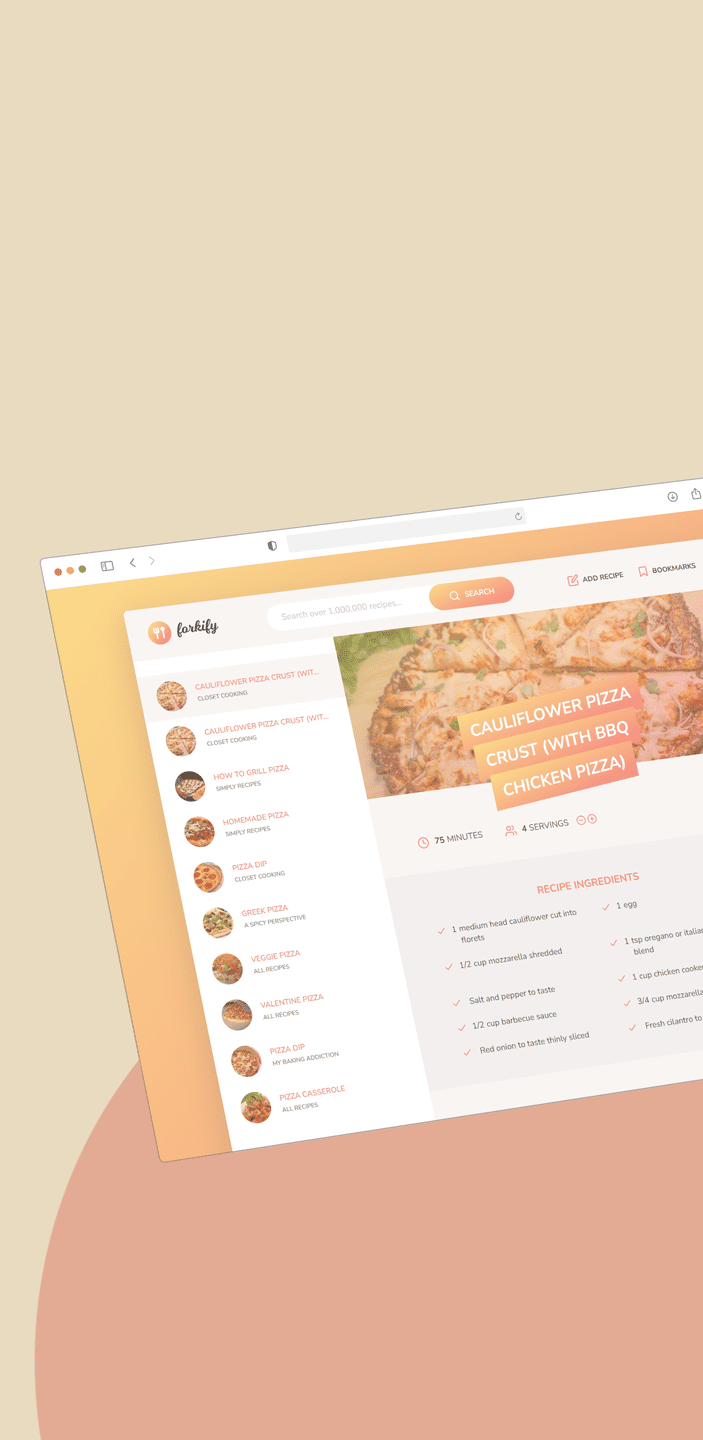 forkify
Search over 1,000,000 recipes...
SEARCH
ADD RECIPE
BOOKMARKS
CAULIFLOWER PIZZA CRUST (WIT...
CLOSET COOKING
CAULIFLOWER PIZZA CRUST (WIT...
CLOSET COOKING
HOW TO GRILL PIZZA
SIMPLY RECIPES
HOMEMADE PIZZA
SIMPLY RECIPES
PIZZA DIP
CLOSET COOKING
GREEK PIZZA
A SPICY PERSPECTIVE
VEGGIE PIZZA
ALL RECIPES
VALENTINE PIZZA
ALL RECIPES
PIZZA DIP
MY BAKING ADDICTION
PIZZA CASSEROLE
ALL RECIPES
CAULIFLOWER PIZZA
CRUST (WITH BBQ
CHICKEN PIZZA)
75 MINUTES
4 SERVINGS
RECIPE INGREDIENTS
1 medium head cauliflower cut into
florets
1/2 cup mozzarella shredded
Salt and pepper to taste
1/2 cup barbecue sauce
Red onion to taste thinly sliced
1 egg
1 tsp oregano or italia
blend
1 cup chicken cooke
3/4 cup mozzarella
Fresh cilantro to